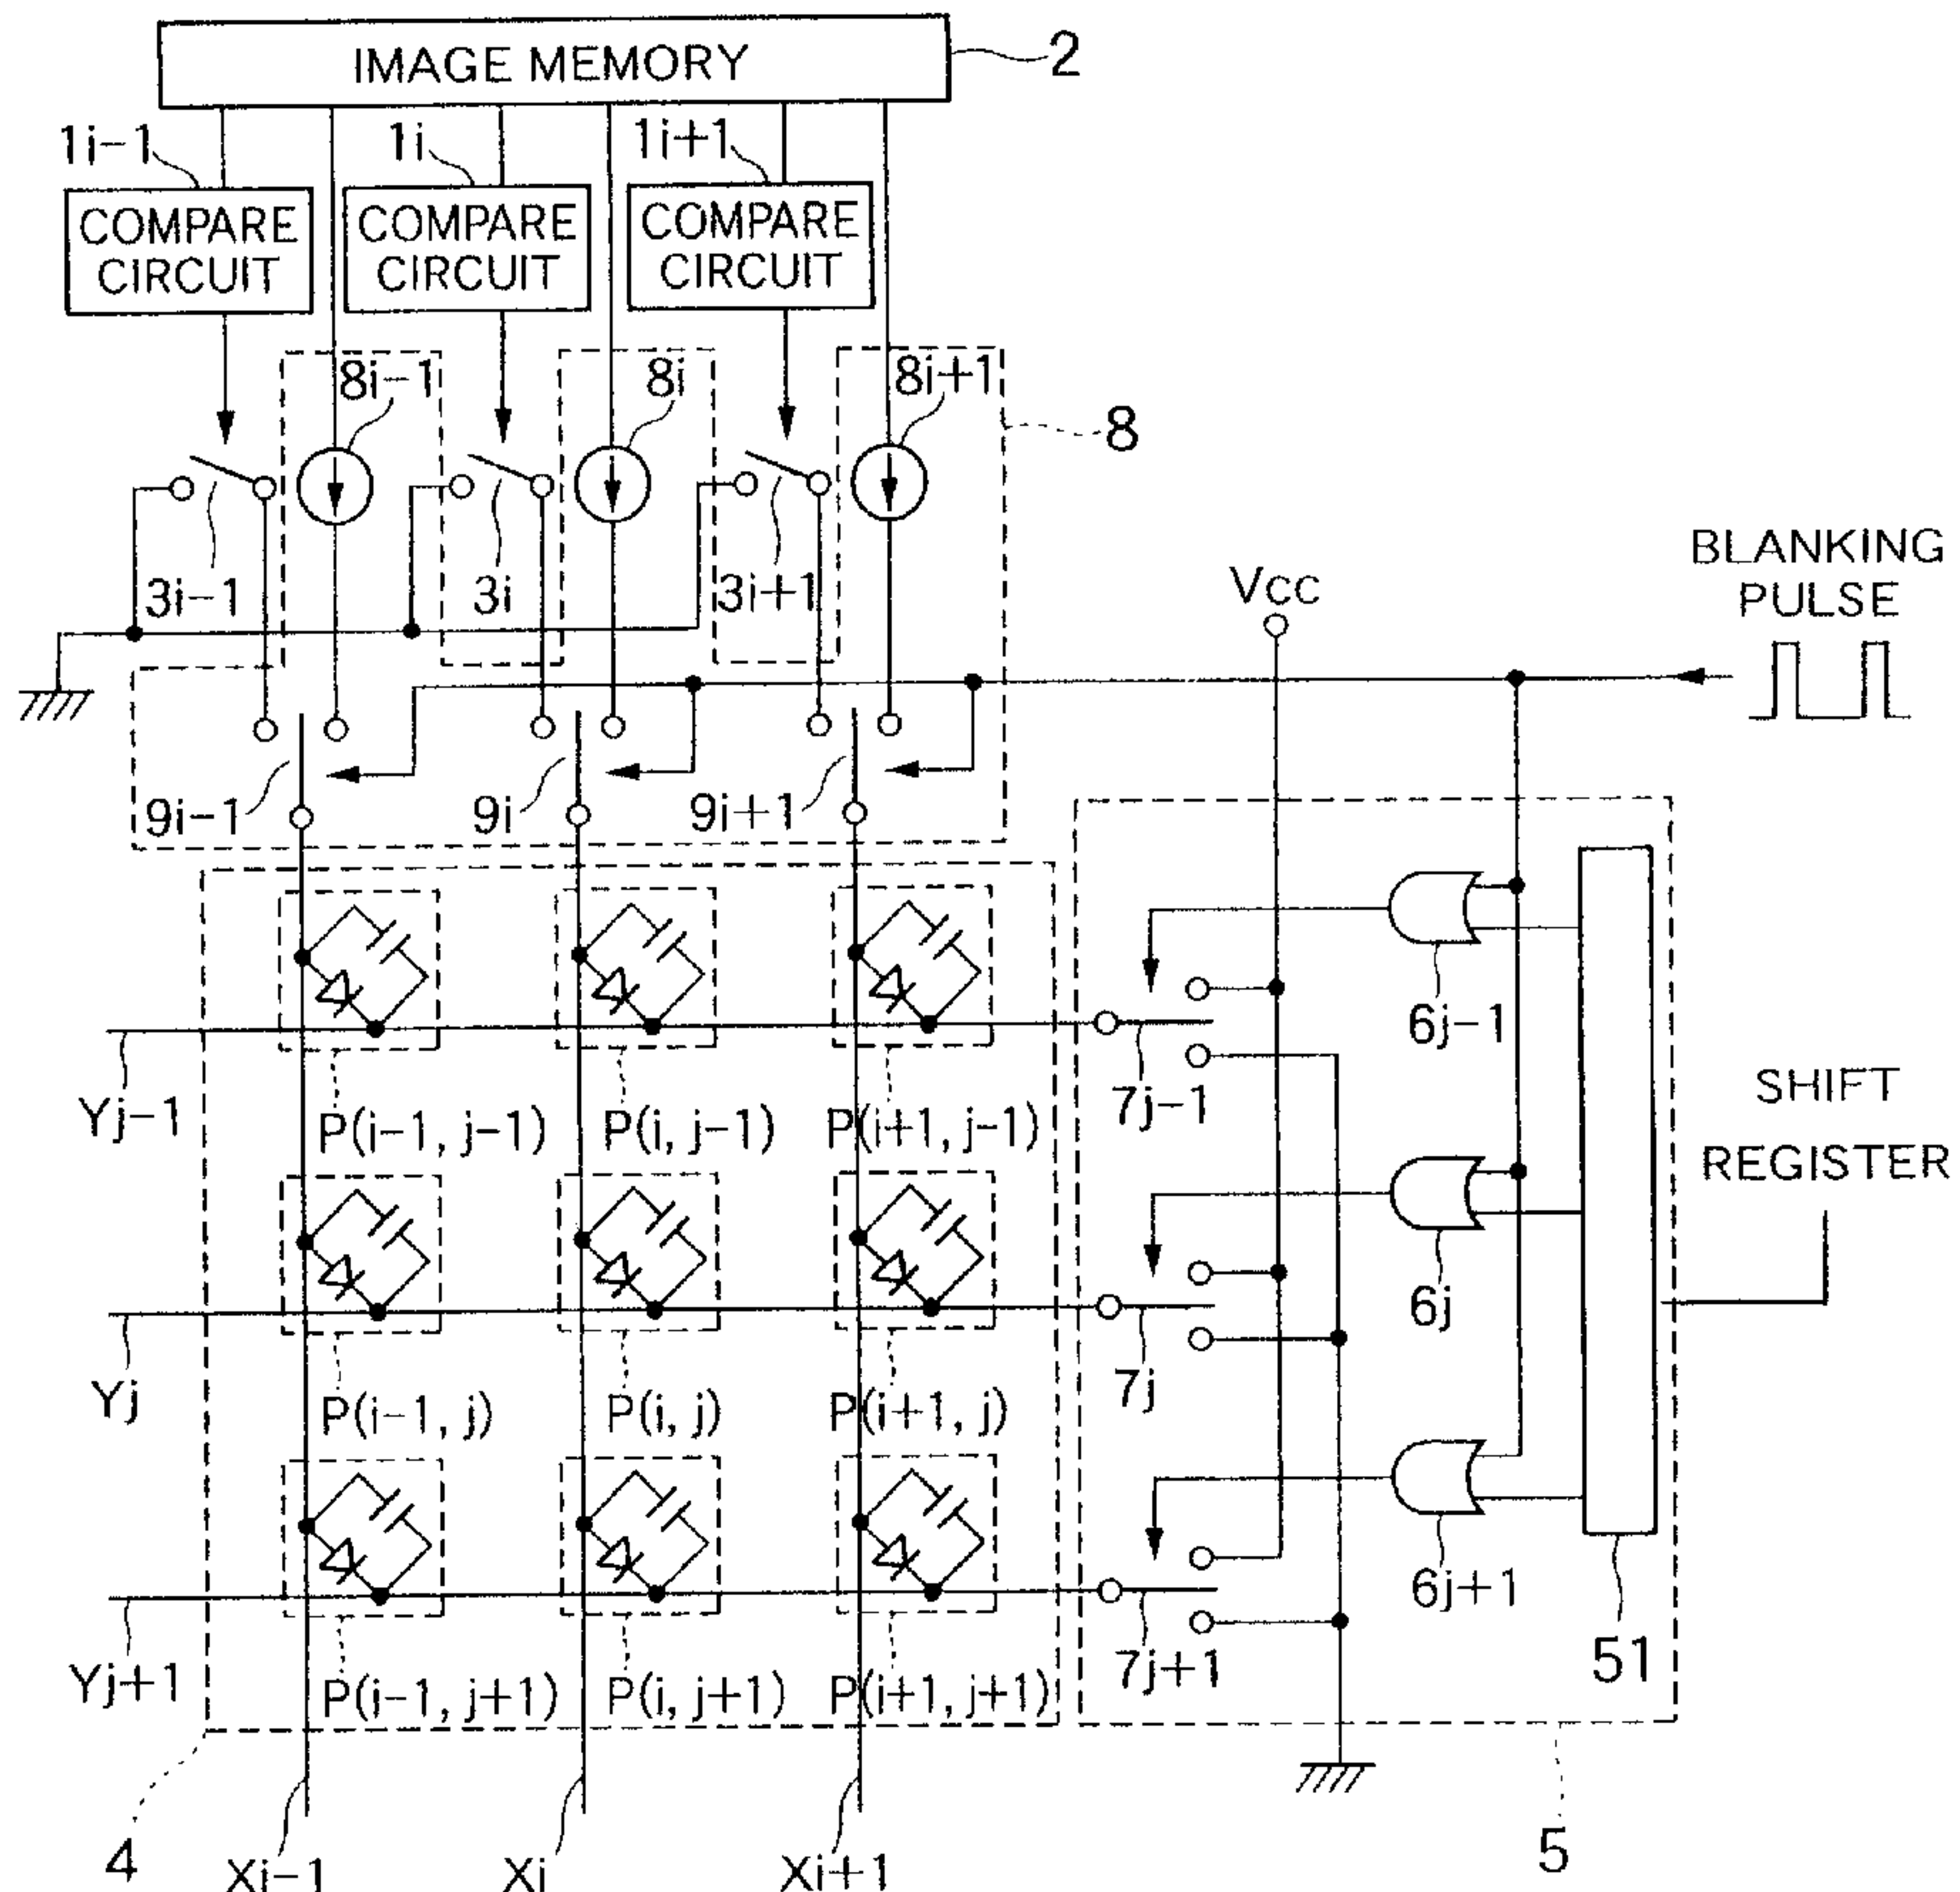 IMAGE MEMORY
2
1i-1
1i
1i+1
COMPARE
CIRCUIT
COMPARE
CIRCUIT
COMPARE
CIRCUIT
8i-1
8i
8i+1
8
3i-1
3i
3i+1
Vcc
BLANKING
PULSE
9i-1
9i
9i+1
6j-1
7j-1
Yj-1
P(i-1, j-1)
P(i, j-1)
P(i+1, j-1)
SHIFT
REGISTER
6j
7j
Yj
P(i-1, j)
P(i, j)
P(i+1, j)
6j+1
7j+1
51
Yj+1
P(i-1, j+1)
P(i, j+1)
P(i+1, j+1)
4
Xi-1
Xi
Xi+1
5